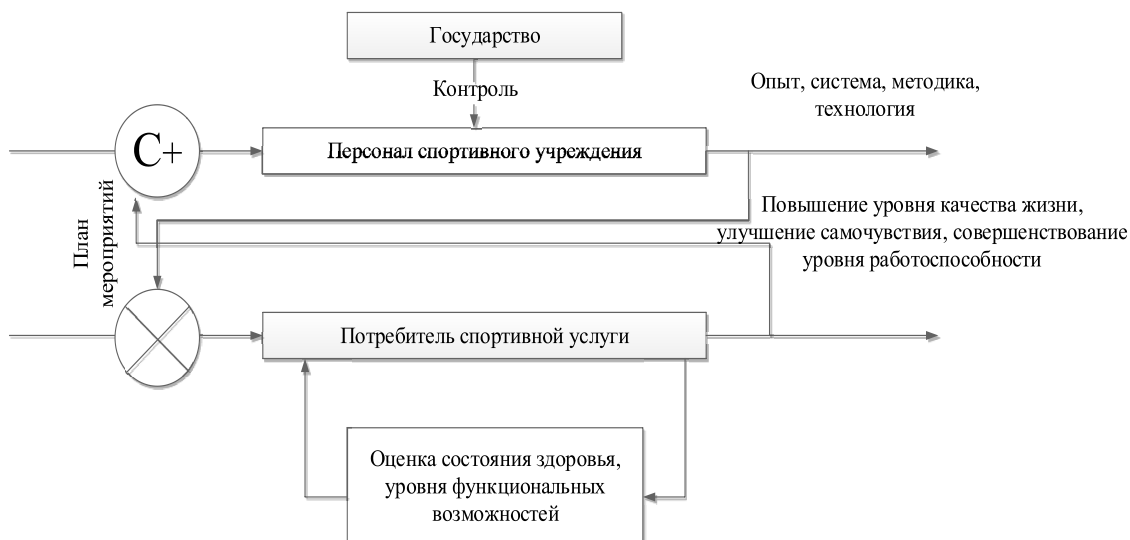 Государство
Контроль
Опыт, система, методика,
технология
С+
Персонал спортивного учреждения
План
мероприятий
Повышение уровня качества жизни,
улучшение самочувствия, совершенствование
уровня работоспособности
Потребитель спортивной услуги
Оценка состояния здоровья,
уровня функциональных
возможностей